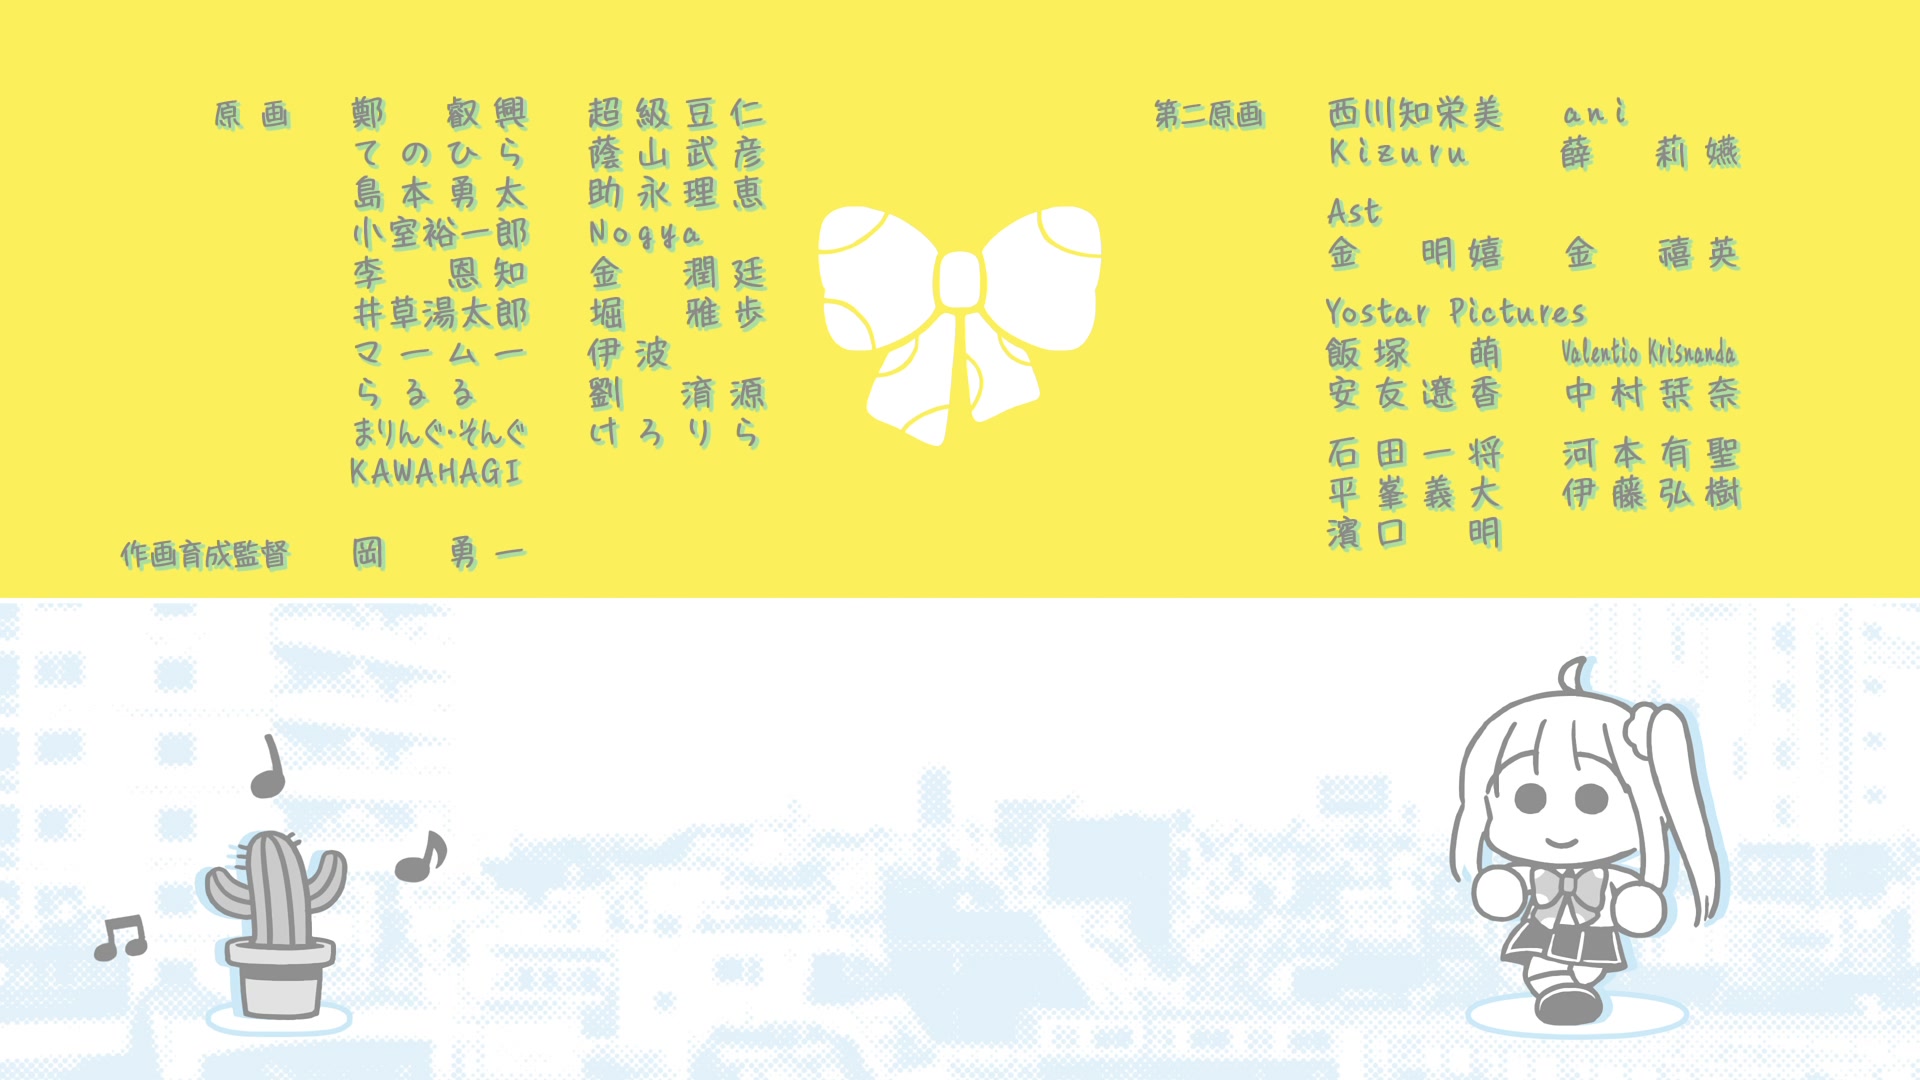 原画 鄭 叡興 超級豆仁
てのひら 蔭山武彦
島本勇太 助永理恵
小室裕一郎 Nogya
李 恩知 金 潤廷
井草湯太郎 堀 雅歩
マームー 伊波
らるる 劉 淯源
まりんぐ・そんぐ けろりら
KAWAHAGI
作画育成監督 岡 勇一
第二原画 西川知栄美 ani
Kizuru 薛 莉嬿
Ast
金 明嬉 金 禧英
Yostar Pictures
飯塚 萌 Valentio Krisnanda
安友遼香 中村栞奈
石田一将 河本有聖
平峯義大 伊藤弘樹
濱口 明